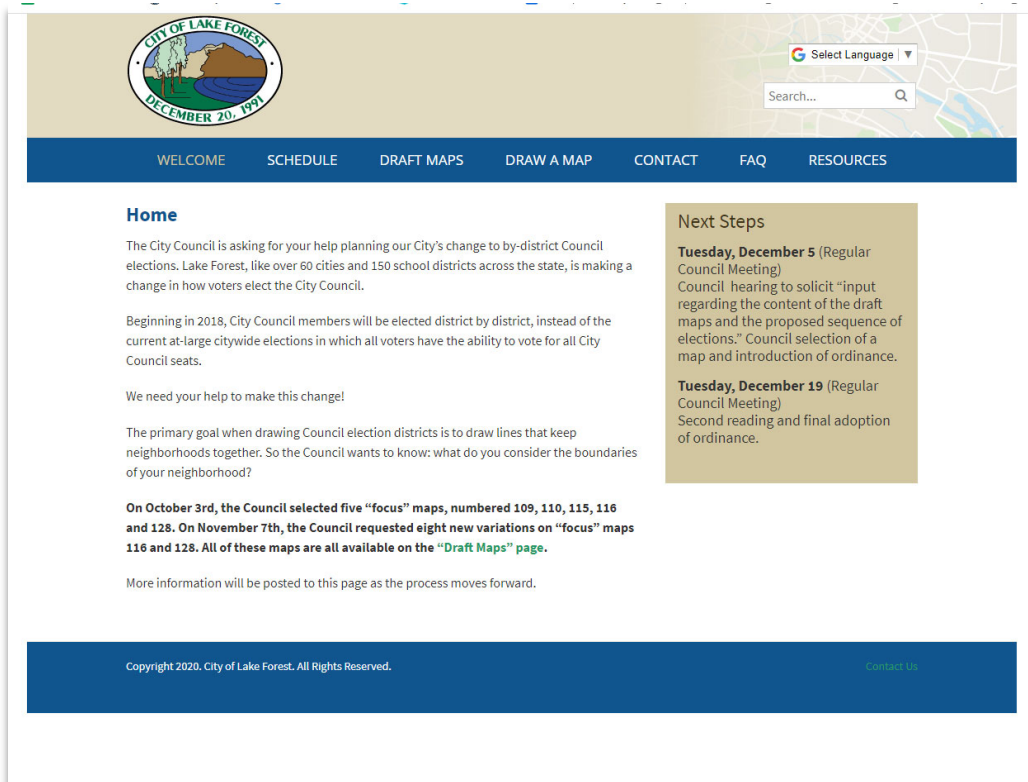 CITY OF LAKE FOREST
DECEMBER 20, 1991
Select Language ▼
Search...
WELCOME SCHEDULE DRAFT MAPS DRAW A MAP CONTACT FAQ RESOURCES
Home
The City Council is asking for your help planning our City's change to by-district Council
elections. Lake Forest, like over 60 cities and 150 school districts across the state, is making a
change in how voters elect the City Council.
Beginning in 2018, City Council members will be elected district by district, instead of the
current at-large citywide elections in which all voters have the ability to vote for all City
Council seats.
We need your help to make this change!
The primary goal when drawing Council election districts is to draw lines that keep
neighborhoods together. So the Council wants to know: what do you consider the boundaries
of your neighborhood?
On October 3rd, the Council selected five “focus” maps, numbered 109, 110, 115, 116
and 128. On November 7th, the Council requested eight new variations on “focus” maps
116 and 128. All of these maps are all available on the “Draft Maps” page.
More information will be posted to this page as the process moves forward.
Next Steps
Tuesday, December 5 (Regular
Council Meeting)
Council hearing to solicit “input
regarding the content of the draft
maps and the proposed sequence of
elections.” Council selection of a
map and introduction of ordinance.
Tuesday, December 19 (Regular
Council Meeting)
Second reading and final adoption
of ordinance.
Copyright 2020. City of Lake Forest. All Rights Reserved.
Contact Us